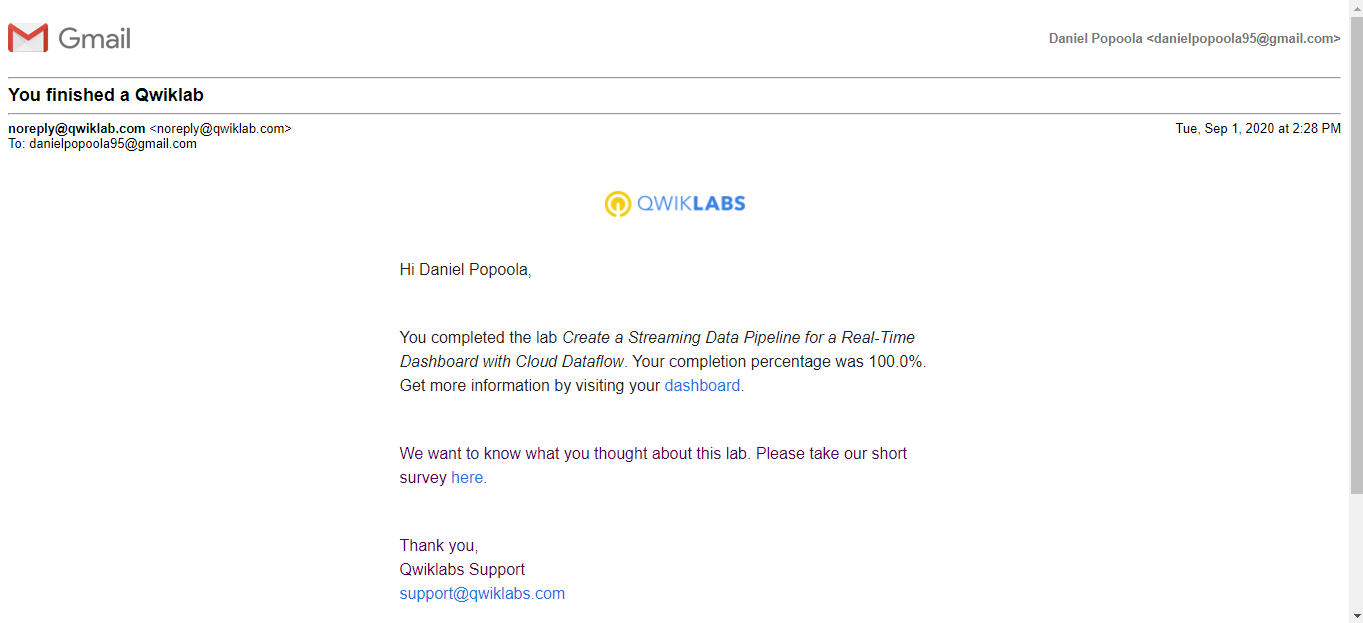 Gmail
Daniel Popoola <danielpopoola95@gmail.com>
You finished a Qwiklab
noreply@qwiklab.com <noreply@qwiklab.com>
Tue, Sep 1, 2020 at 2:28 PM
To: danielpopoola95@gmail.com
QWIKLABS
Hi Daniel Popoola,
You completed the lab Create a Streaming Data Pipeline for a Real-Time
Dashboard with Cloud Dataflow. Your completion percentage was 100.0%.
Get more information by visiting your dashboard.
We want to know what you thought about this lab. Please take our short
survey here.
Thank you,
Qwiklabs Support
support@qwiklabs.com